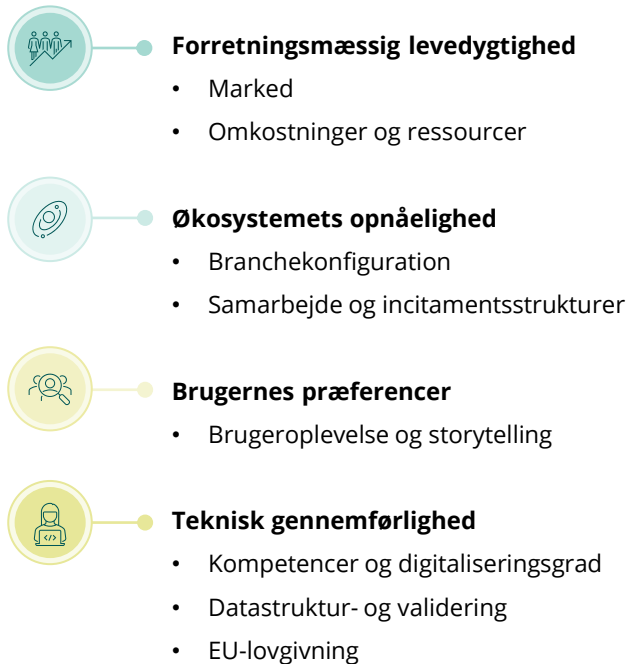 Forretningsmæssig levedygtighed
• Marked
• Omkostninger og ressourcer
Økosystemets opnåelighed
• Branchekonfiguration
• Samarbejde og incitamentsstrukturer
Brugernes præferencer
• Brugeroplevelse og storytelling
</>
Teknisk gennemførlighed
• Kompetencer og digitaliseringsgrad
• Datastruktur- og validering
• EU-lovgivning